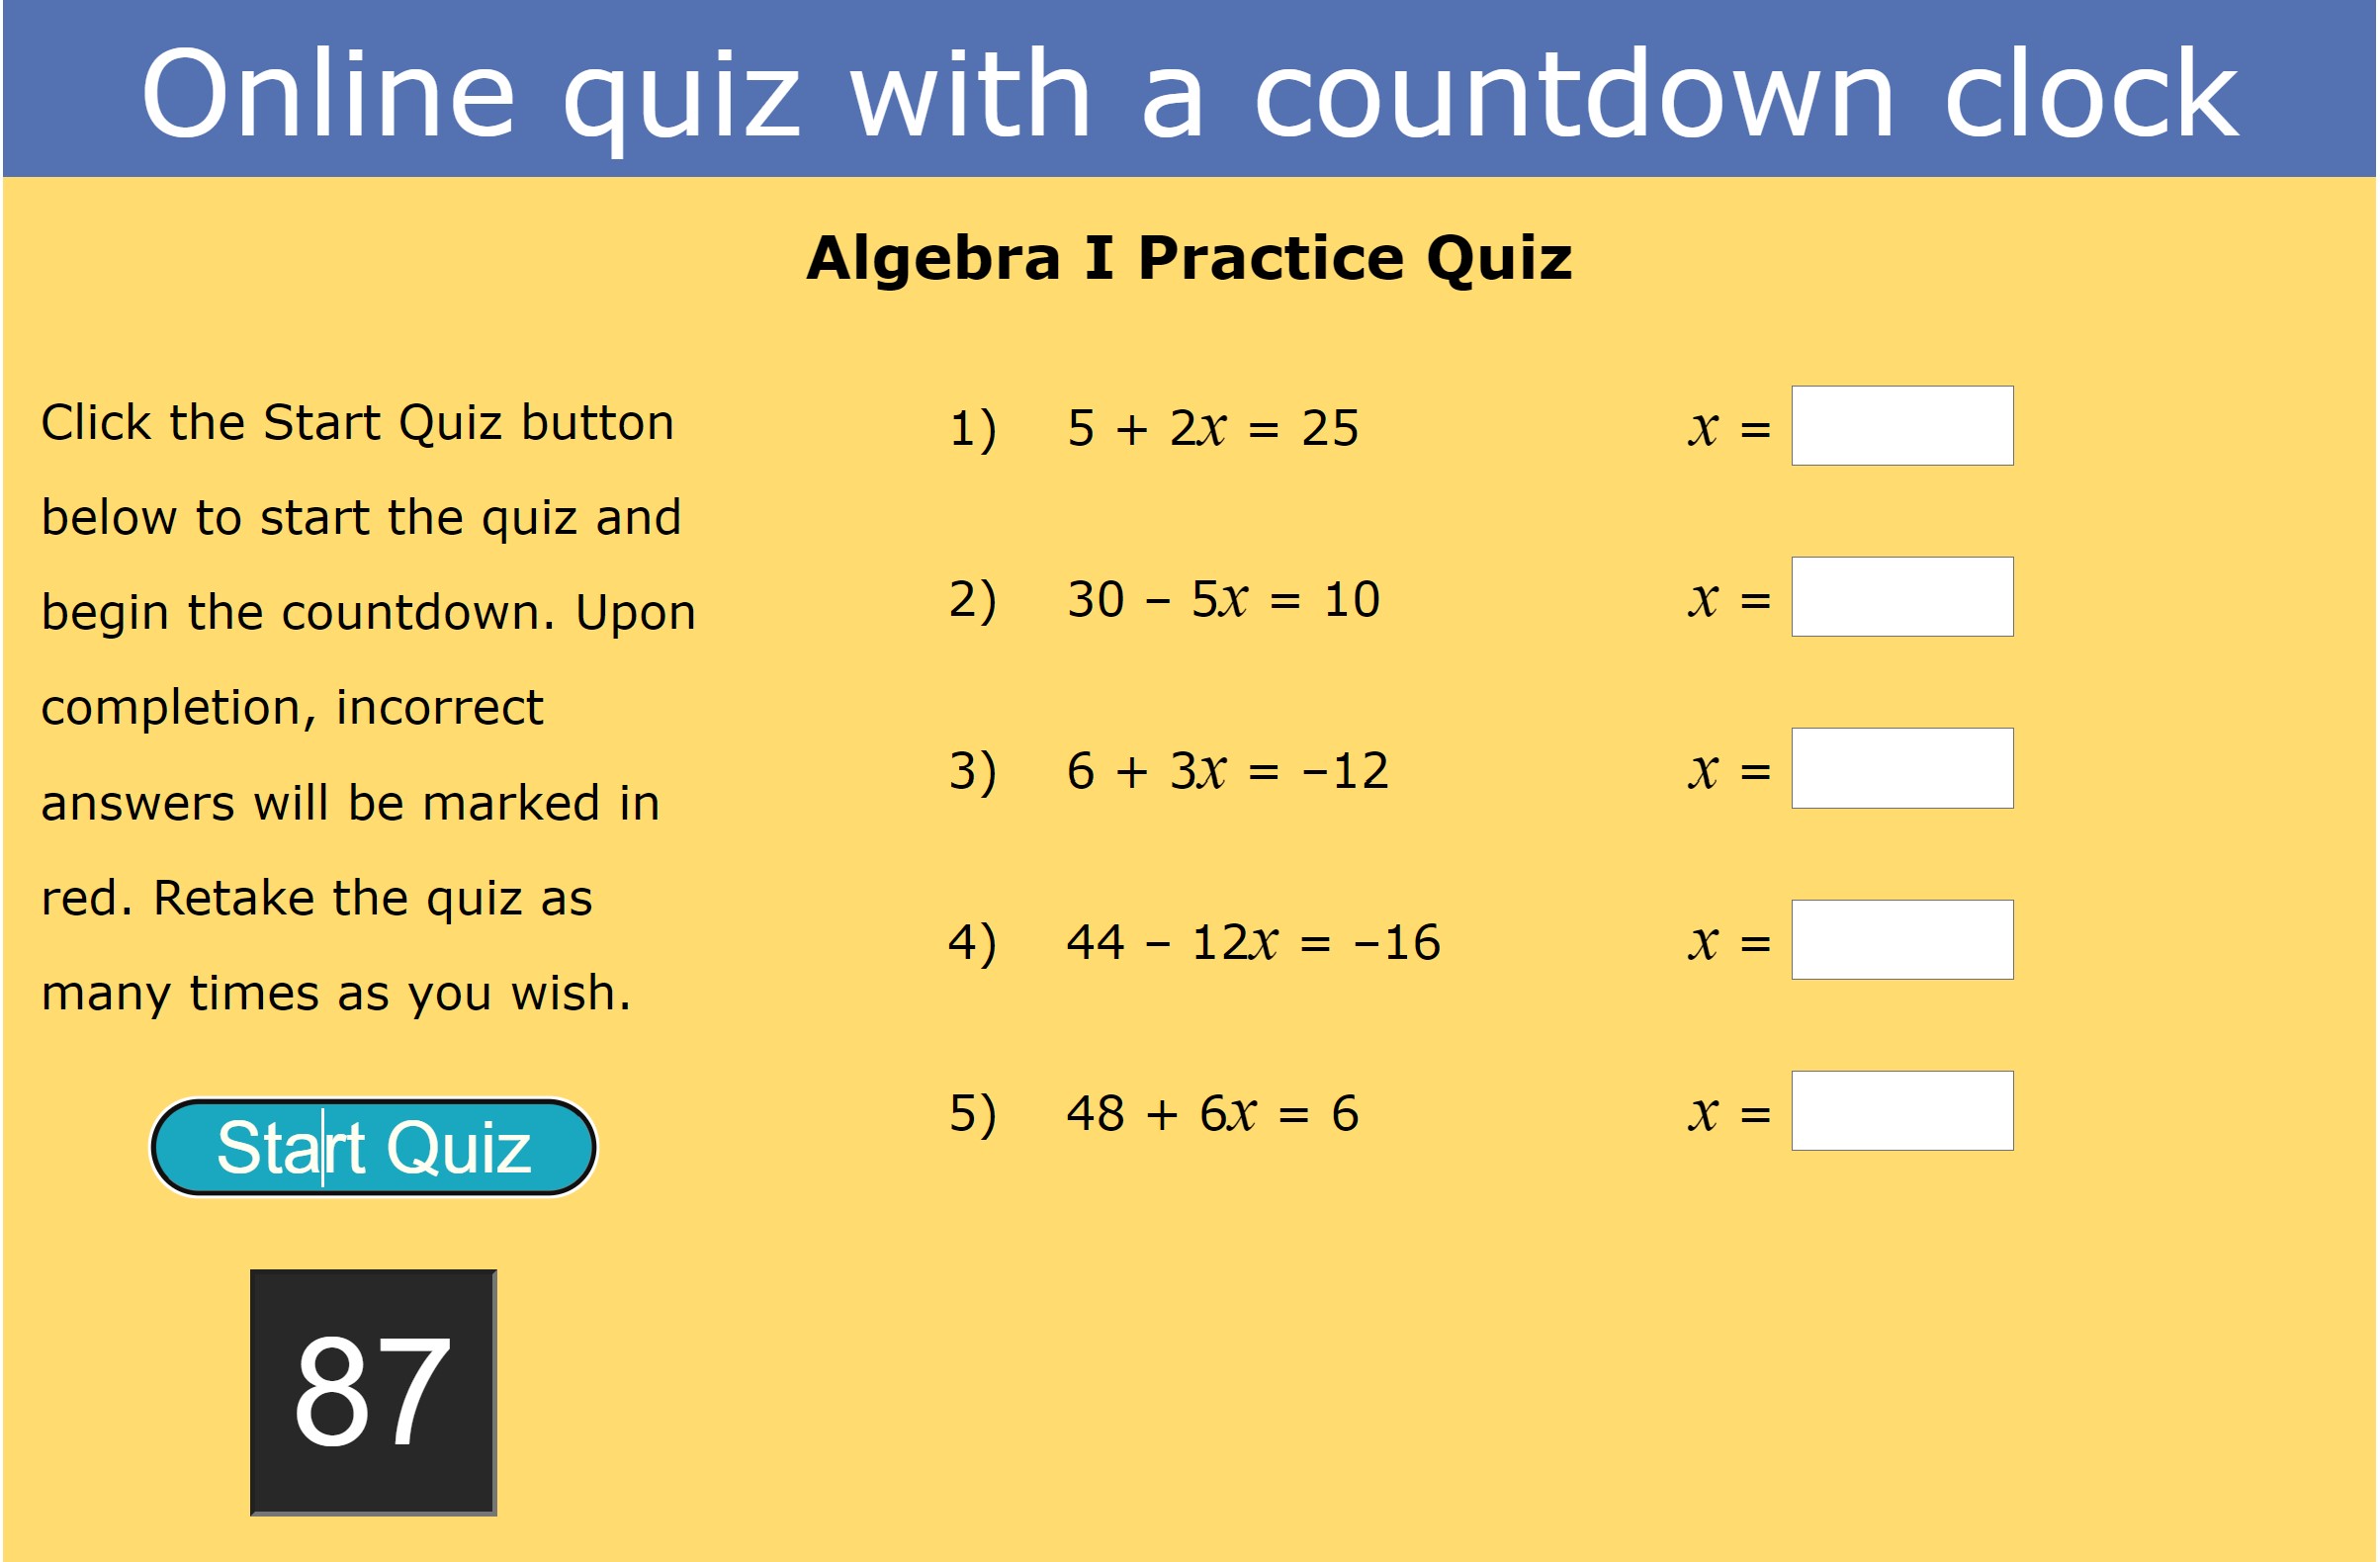 Online quiz with a countdown clock
Algebra I Practice Quiz
Click the Start Quiz button
below to start the quiz and
begin the countdown. Upon
completion, incorrect
answers will be marked in
red. Retake the quiz as
many times as you wish.
Start Quiz
87
1) 5 + 2x = 25 x =
2) 30 – 5x = 10 x =
3) 6 + 3x = –12 x =
4) 44 – 12x = –16 x =
5) 48 + 6x = 6 x =